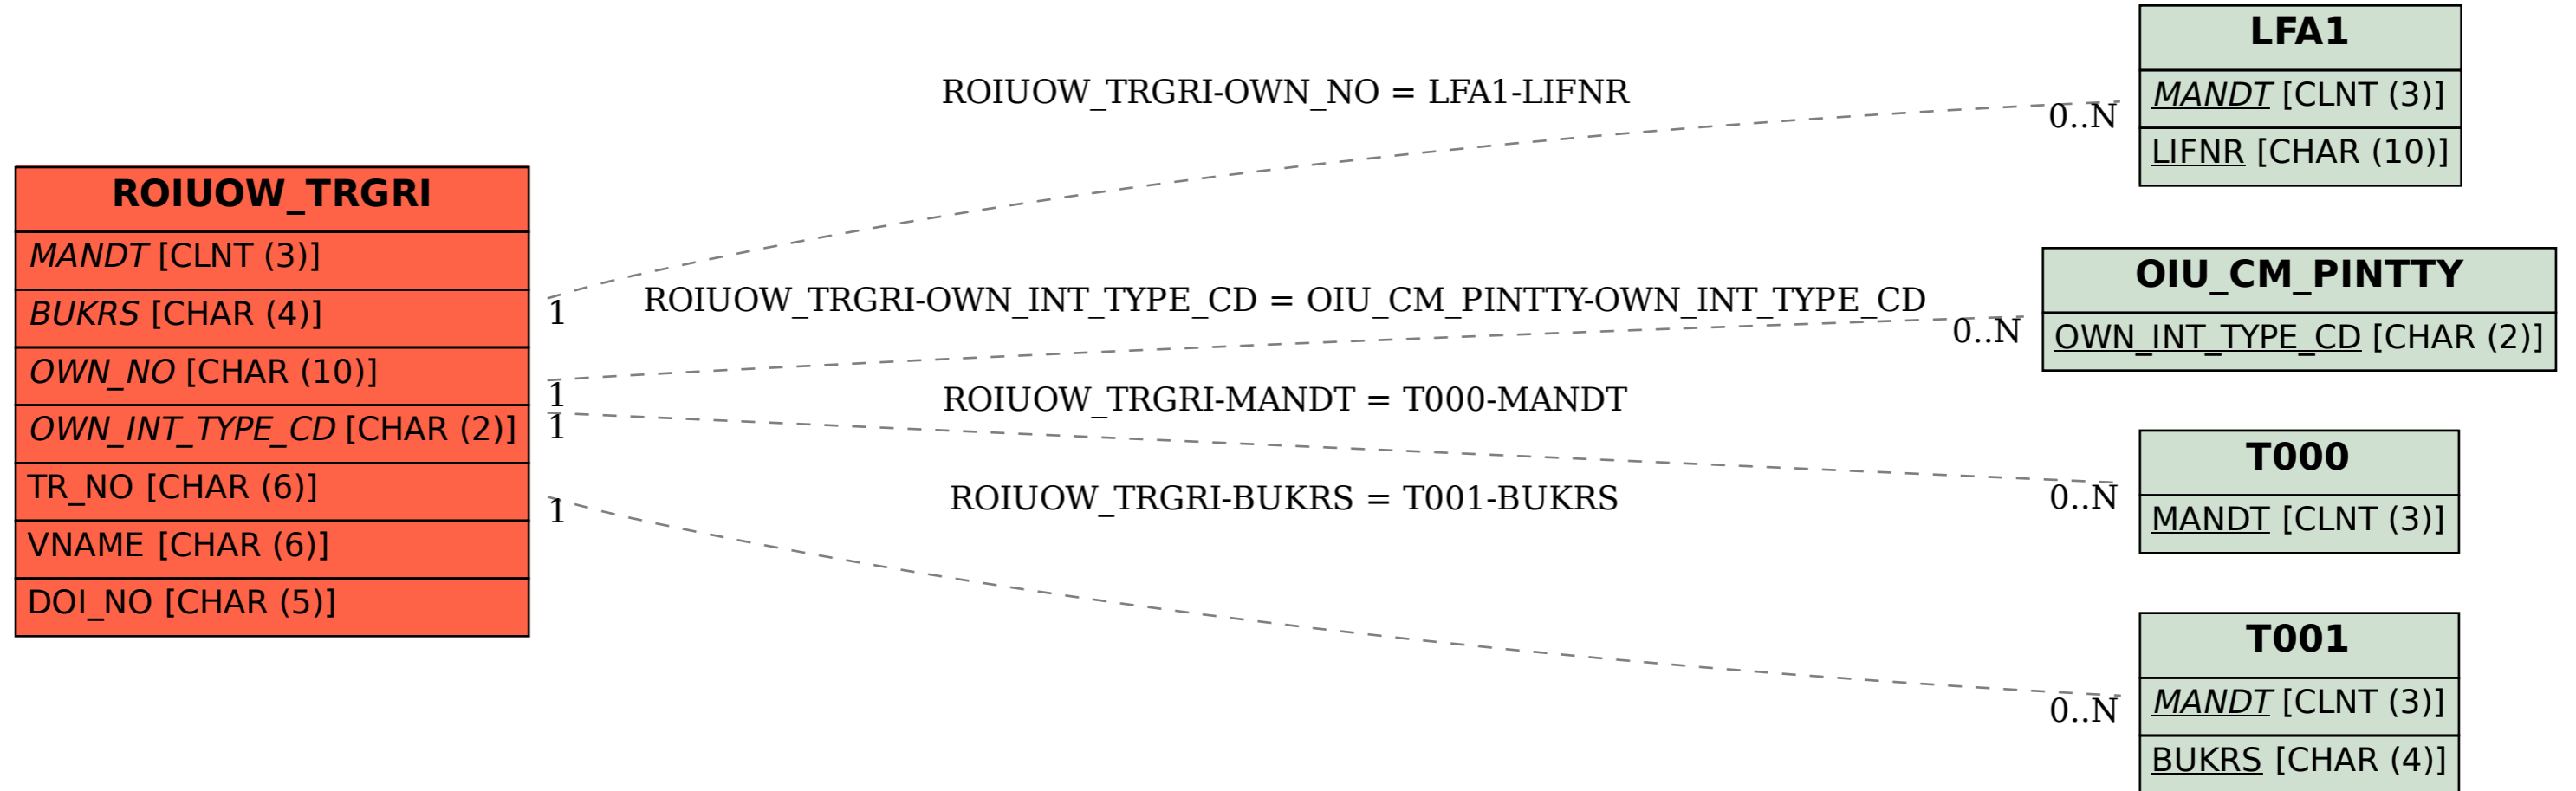 ROIUOW_TRGRI
MANDT [CLNT (3)]
BUKRS [CHAR (4)]
OWN_NO [CHAR (10)]
OWN_INT_TYPE_CD [CHAR (2)]
TR_NO [CHAR (6)]
VNAME [CHAR (6)]
DOI_NO [CHAR (5)]
ROIUOW_TRGRI-OWN_NO = LFA1-LIFNR
1
0..N
ROIUOW_TRGRI-OWN_INT_TYPE_CD = OIU_CM_PINTTY-OWN_INT_TYPE_CD
1
0..N
ROIUOW_TRGRI-MANDT = T000-MANDT
1
0..N
ROIUOW_TRGRI-BUKRS = T001-BUKRS
1
0..N
LFA1
MANDT [CLNT (3)]
LIFNR [CHAR (10)]
OIU_CM_PINTTY
OWN_INT_TYPE_CD [CHAR (2)]
T000
MANDT [CLNT (3)]
T001
MANDT [CLNT (3)]
BUKRS [CHAR (4)]